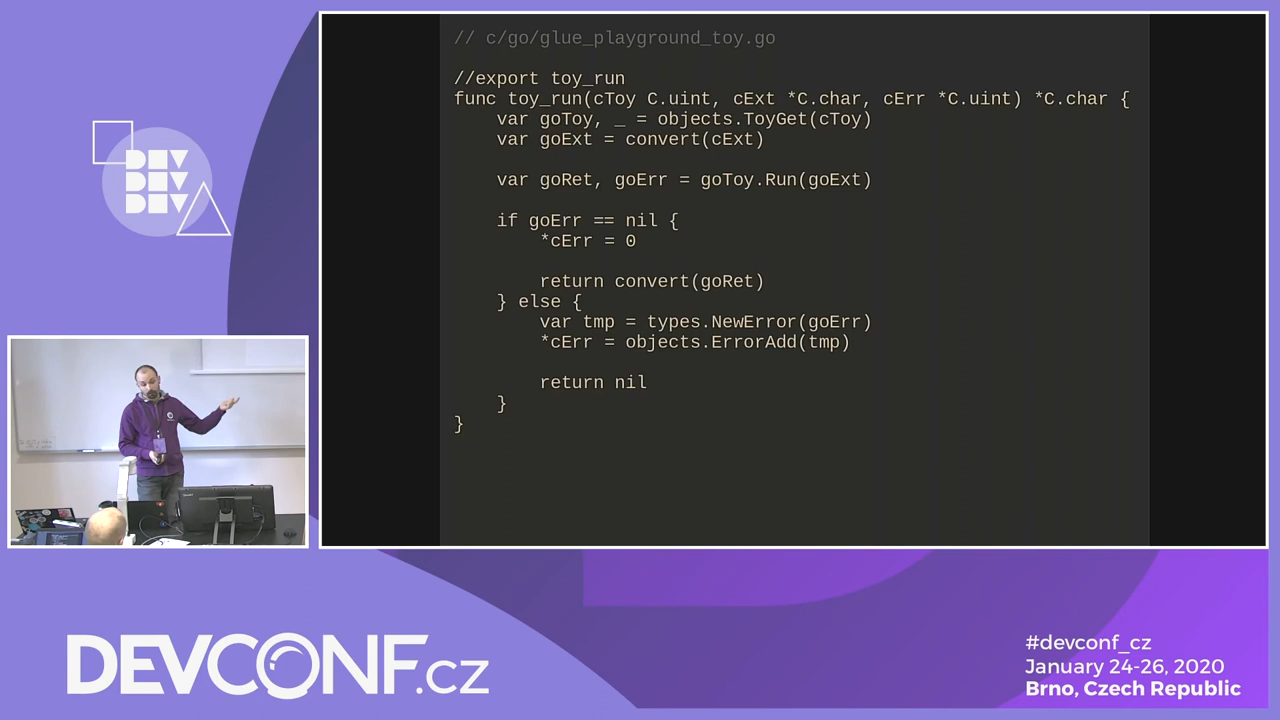 // c/go/glue_playground_toy.go
//export toy_run
func toy_run(cToy C.uint, cExt *C.char, cErr *C.uint) *C.char {
var goToy, _ = objects.ToyGet(cToy)
var goExt = convert(cExt)
var goRet, goErr = goToy.Run(goExt)
if goErr == nil {
*cErr = 0
return convert(goRet)
} else {
var tmp = types.NewError(goErr)
*cErr = objects.ErrorAdd(tmp)
return nil
}
}
DEV
DEV
DEV
DEVCONF.cz
#devconf_cz
January 24-26, 2020
Brno, Czech Republic